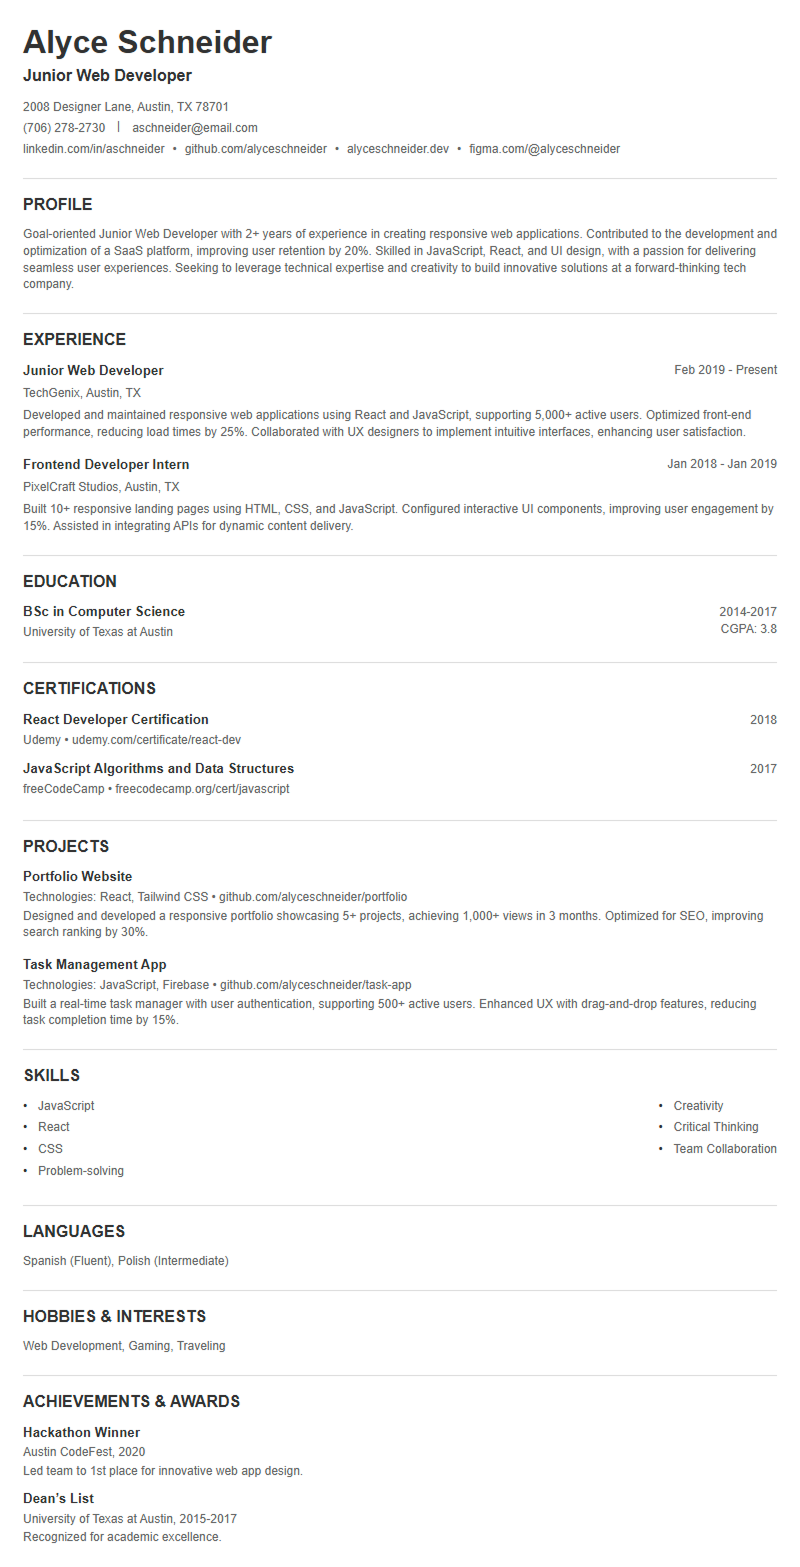 Alyce Schneider
Junior Web Developer
2008 Designer Lane, Austin, TX 78701
(706) 278-2730 | aschneider@email.com
linkedin.com/in/aschneider • github.com/alyceschneider • alyceschneider.dev • figma.com/@alyceschneider
PROFILE
Goal-oriented Junior Web Developer with 2+ years of experience in creating responsive web applications. Contributed to the development and
optimization of a SaaS platform, improving user retention by 20%. Skilled in JavaScript, React, and UI design, with a passion for delivering
seamless user experiences. Seeking to leverage technical expertise and creativity to build innovative solutions at a forward-thinking tech
company.
EXPERIENCE
Junior Web Developer Feb 2019 - Present
TechGenix, Austin, TX
Developed and maintained responsive web applications using React and JavaScript, supporting 5,000+ active users. Optimized front-end
performance, reducing load times by 25%. Collaborated with UX designers to implement intuitive interfaces, enhancing user satisfaction.
Frontend Developer Intern Jan 2018 - Jan 2019
PixelCraft Studios, Austin, TX
Built 10+ responsive landing pages using HTML, CSS, and JavaScript. Configured interactive UI components, improving user engagement by
15%. Assisted in integrating APIs for dynamic content delivery.
EDUCATION
BSc in Computer Science 2014-2017
University of Texas at Austin CGPA: 3.8
CERTIFICATIONS
React Developer Certification 2018
Udemy • udemy.com/certificate/react-dev
JavaScript Algorithms and Data Structures 2017
freeCodeCamp • freecodecamp.org/cert/javascript
PROJECTS
Portfolio Website
Technologies: React, Tailwind CSS • github.com/alyceschneider/portfolio
Designed and developed a responsive portfolio showcasing 5+ projects, achieving 1,000+ views in 3 months. Optimized for SEO, improving
search ranking by 30%.
Task Management App
Technologies: JavaScript, Firebase • github.com/alyceschneider/task-app
Built a real-time task manager with user authentication, supporting 500+ active users. Enhanced UX with drag-and-drop features, reducing
task completion time by 15%.
SKILLS
• JavaScript
• React
• CSS
• Problem-solving
• Creativity
• Critical Thinking
• Team Collaboration
LANGUAGES
Spanish (Fluent), Polish (Intermediate)
HOBBIES & INTERESTS
Web Development, Gaming, Traveling
ACHIEVEMENTS & AWARDS
Hackathon Winner
Austin CodeFest, 2020
Led team to 1st place for innovative web app design.
Dean’s List
University of Texas at Austin, 2015-2017
Recognized for academic excellence.